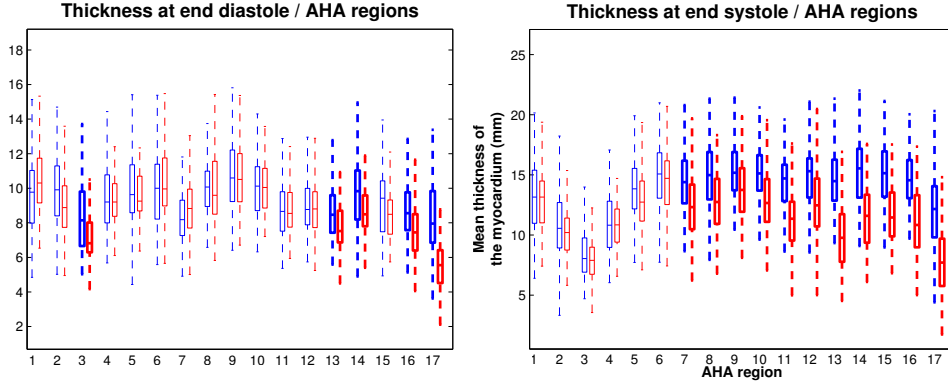 Thickness at end diastole / AHA regions
18
16
14
12
10
8
6
4
2
1 2 3 4 5 6 7 8 9 10 11 12 13 14 15 16 17
Thickness at end systole / AHA regions
Mean thickness of
the myocardium (mm)
25
20
15
10
5
1 2 3 4 5 6 7 8 9 10 11 12 13 14 15 16 17
AHA region